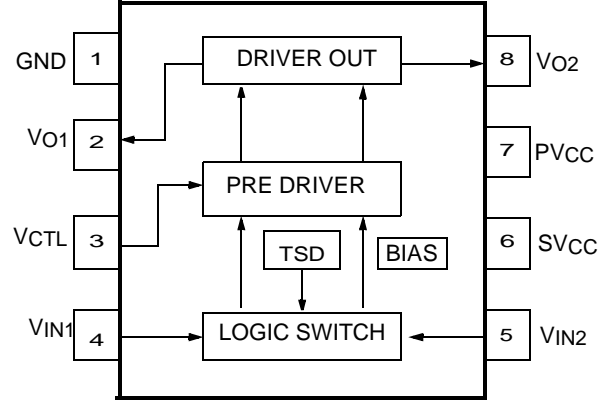 GND 1 DRIVER OUT 8 VO2
VO1 2 7 PVCC
PRE DRIVER
VCTL 3 6 SVCC
TSD BIAS
VIN1 4 LOGIC SWITCH 5 VIN2